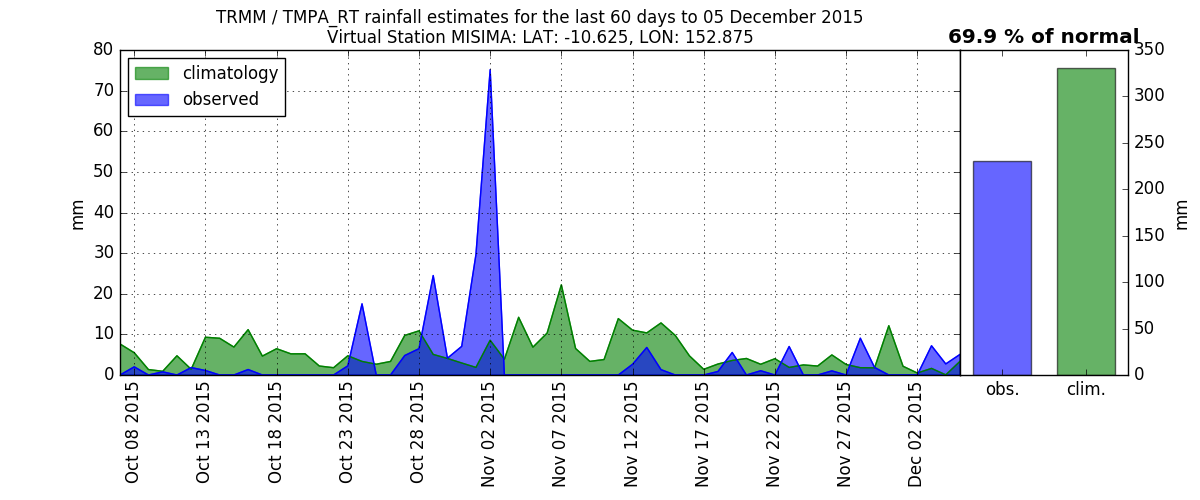 TRMM / TMPA_RT rainfall estimates for the last 60 days to 05 December 2015
Virtual Station MISIMA: LAT: -10.625, LON: 152.875
69.9 % of normal
climatology
observed
80
70
60
50
40
30
20
10
0
mm
Oct 08 2015
Oct 13 2015
Oct 18 2015
Oct 23 2015
Oct 28 2015
Nov 02 2015
Nov 07 2015
Nov 12 2015
Nov 17 2015
Nov 22 2015
Nov 27 2015
Dec 02 2015
obs.
clim.
350
300
250
200
150
100
50
0
mm